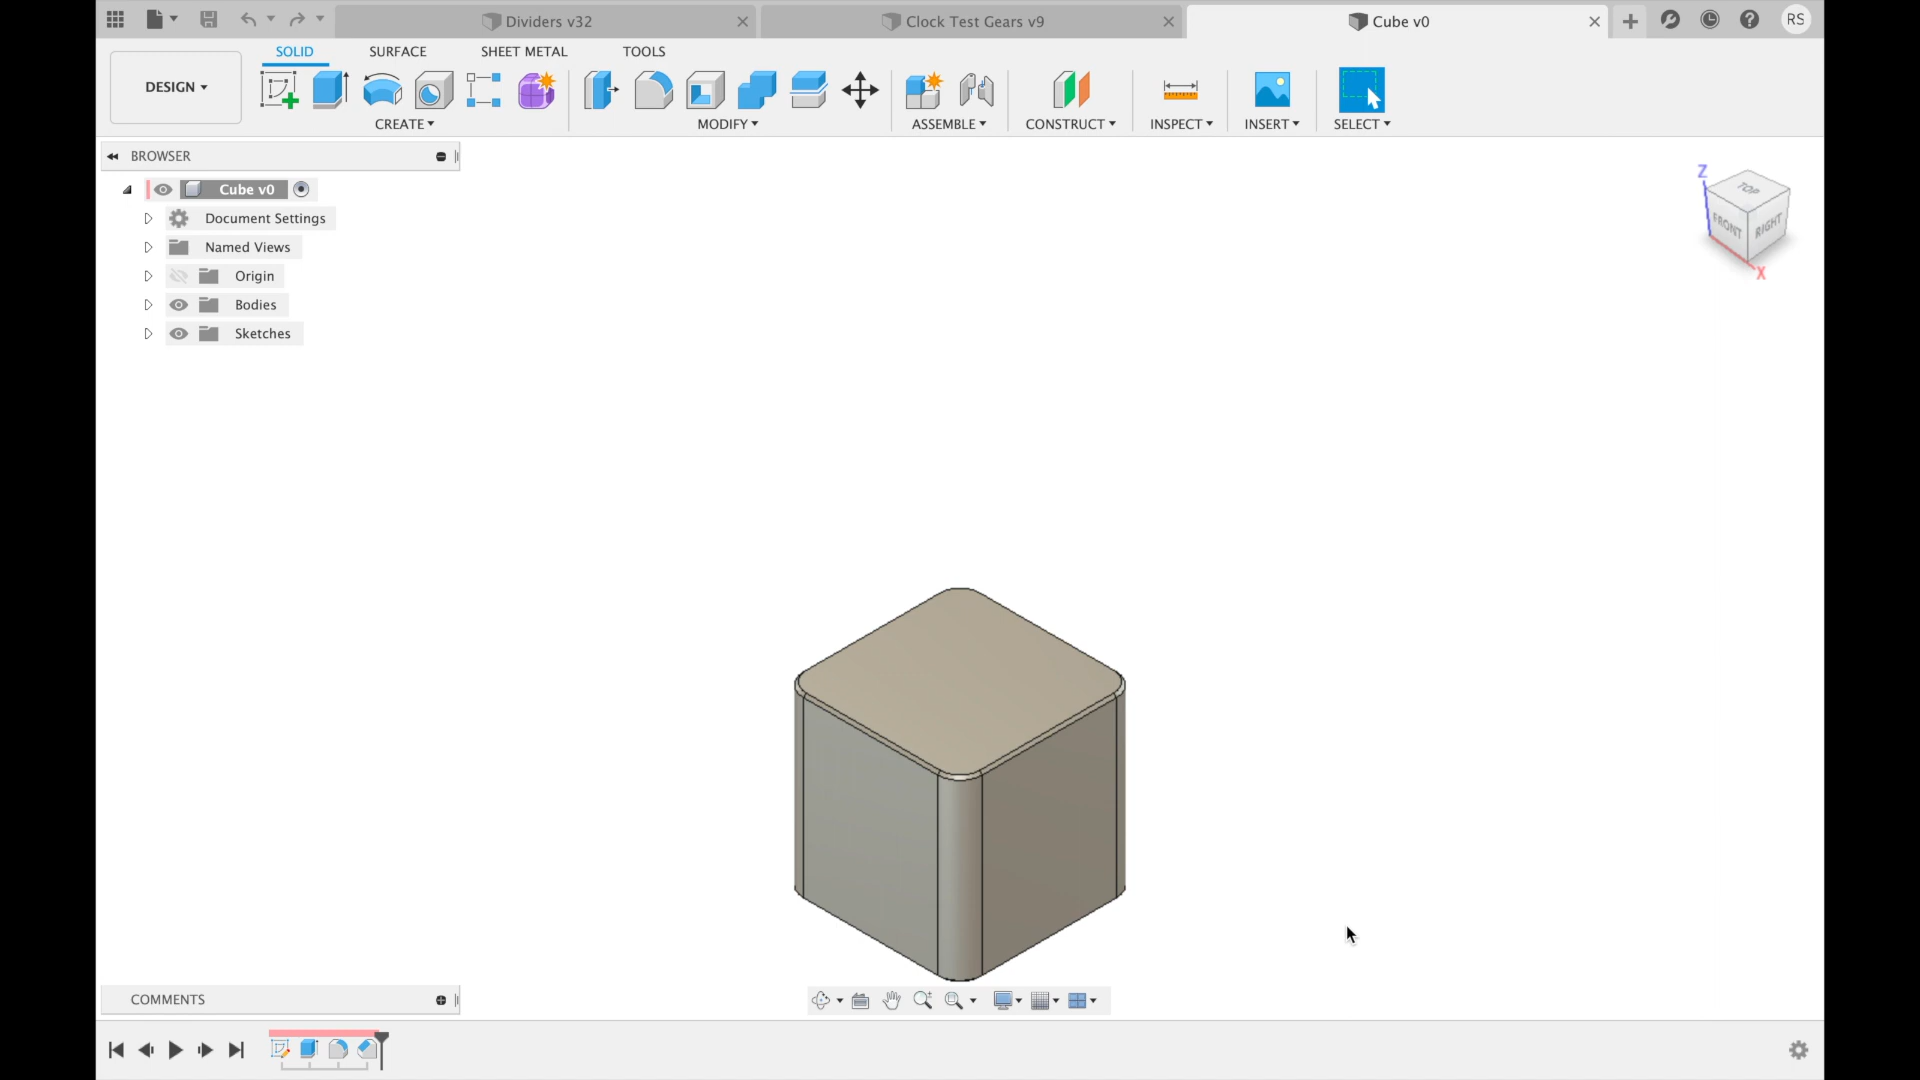 Dividers v32
Clock Test Gears v9
Cube v0
RS
DESIGN
SOLID
SURFACE
SHEET METAL
TOOLS
CREATE
MODIFY
ASSEMBLE
CONSTRUCT
INSPECT
INSERT
SELECT
BROWSER
Cube v0
Document Settings
Named Views
Origin
Bodies
Sketches
Z
TOP
FRONT
RIGHT
X
COMMENTS